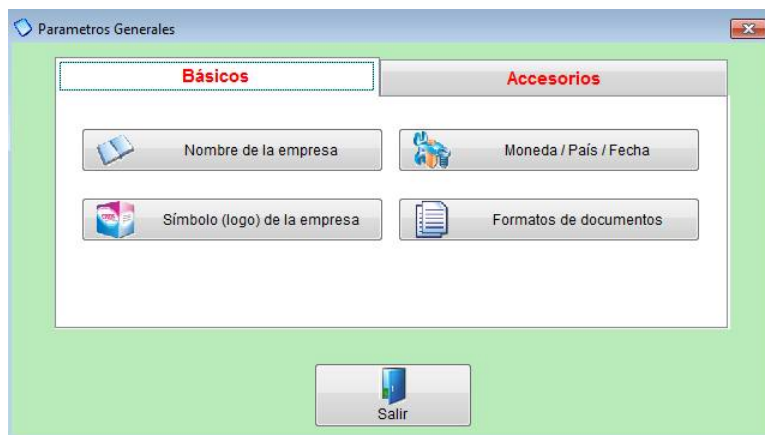 Parametros Generales
Básicos
Accesorios
Nombre de la empresa
Moneda / País / Fecha
Símbolo (logo) de la empresa
Formatos de documentos
Salir